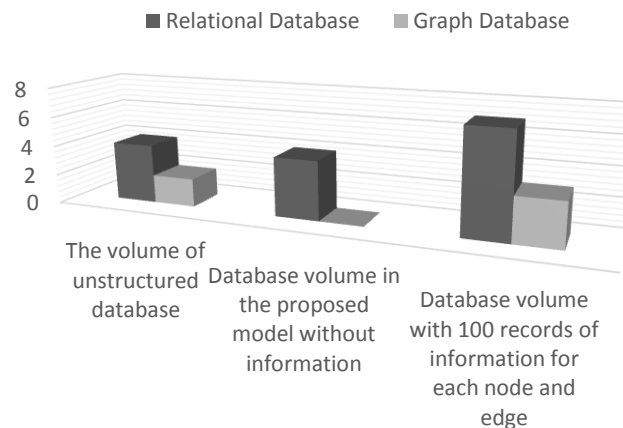 Relational Database Graph Database
8
6
4
2
0
The volume of
unstructured
database
Database volume in
the proposed
model without
information
Database volume
with 100 records of
information for
each node and
edge